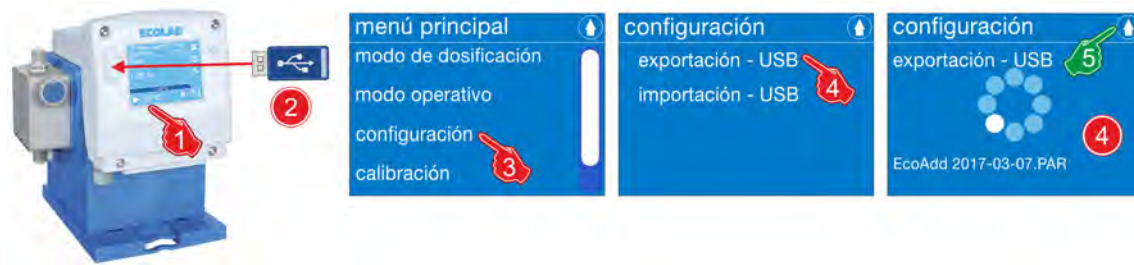 ECOLAB
1
2
menú principal
modo de dosificación
modo operativo
configuración
3
calibración
configuración
exportación - USB
4
importación - USB
configuración
5
exportación - USB
4
EcoAdd 2017-03-07.PAR